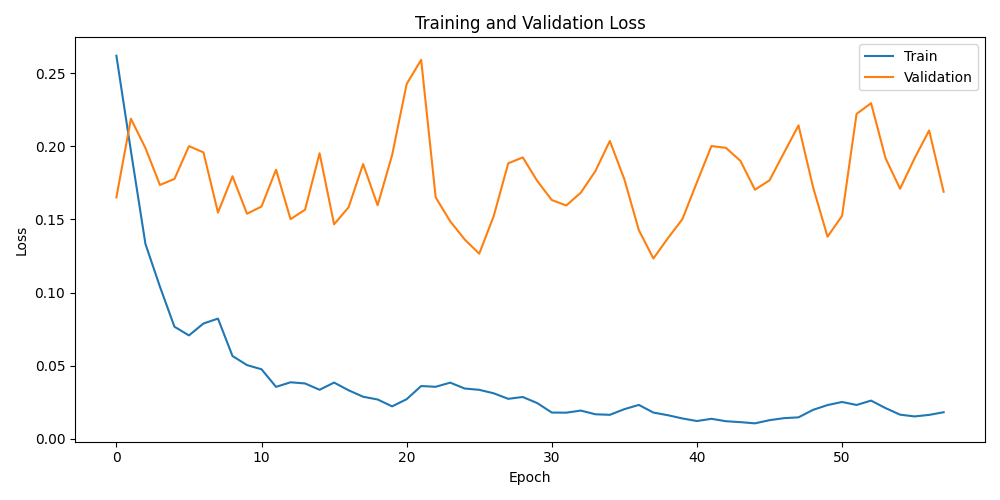 Training and Validation Loss
Train
Validation
Loss
0.25
0.20
0.15
0.10
0.05
0.00
0 10 20 30 40 50
Epoch